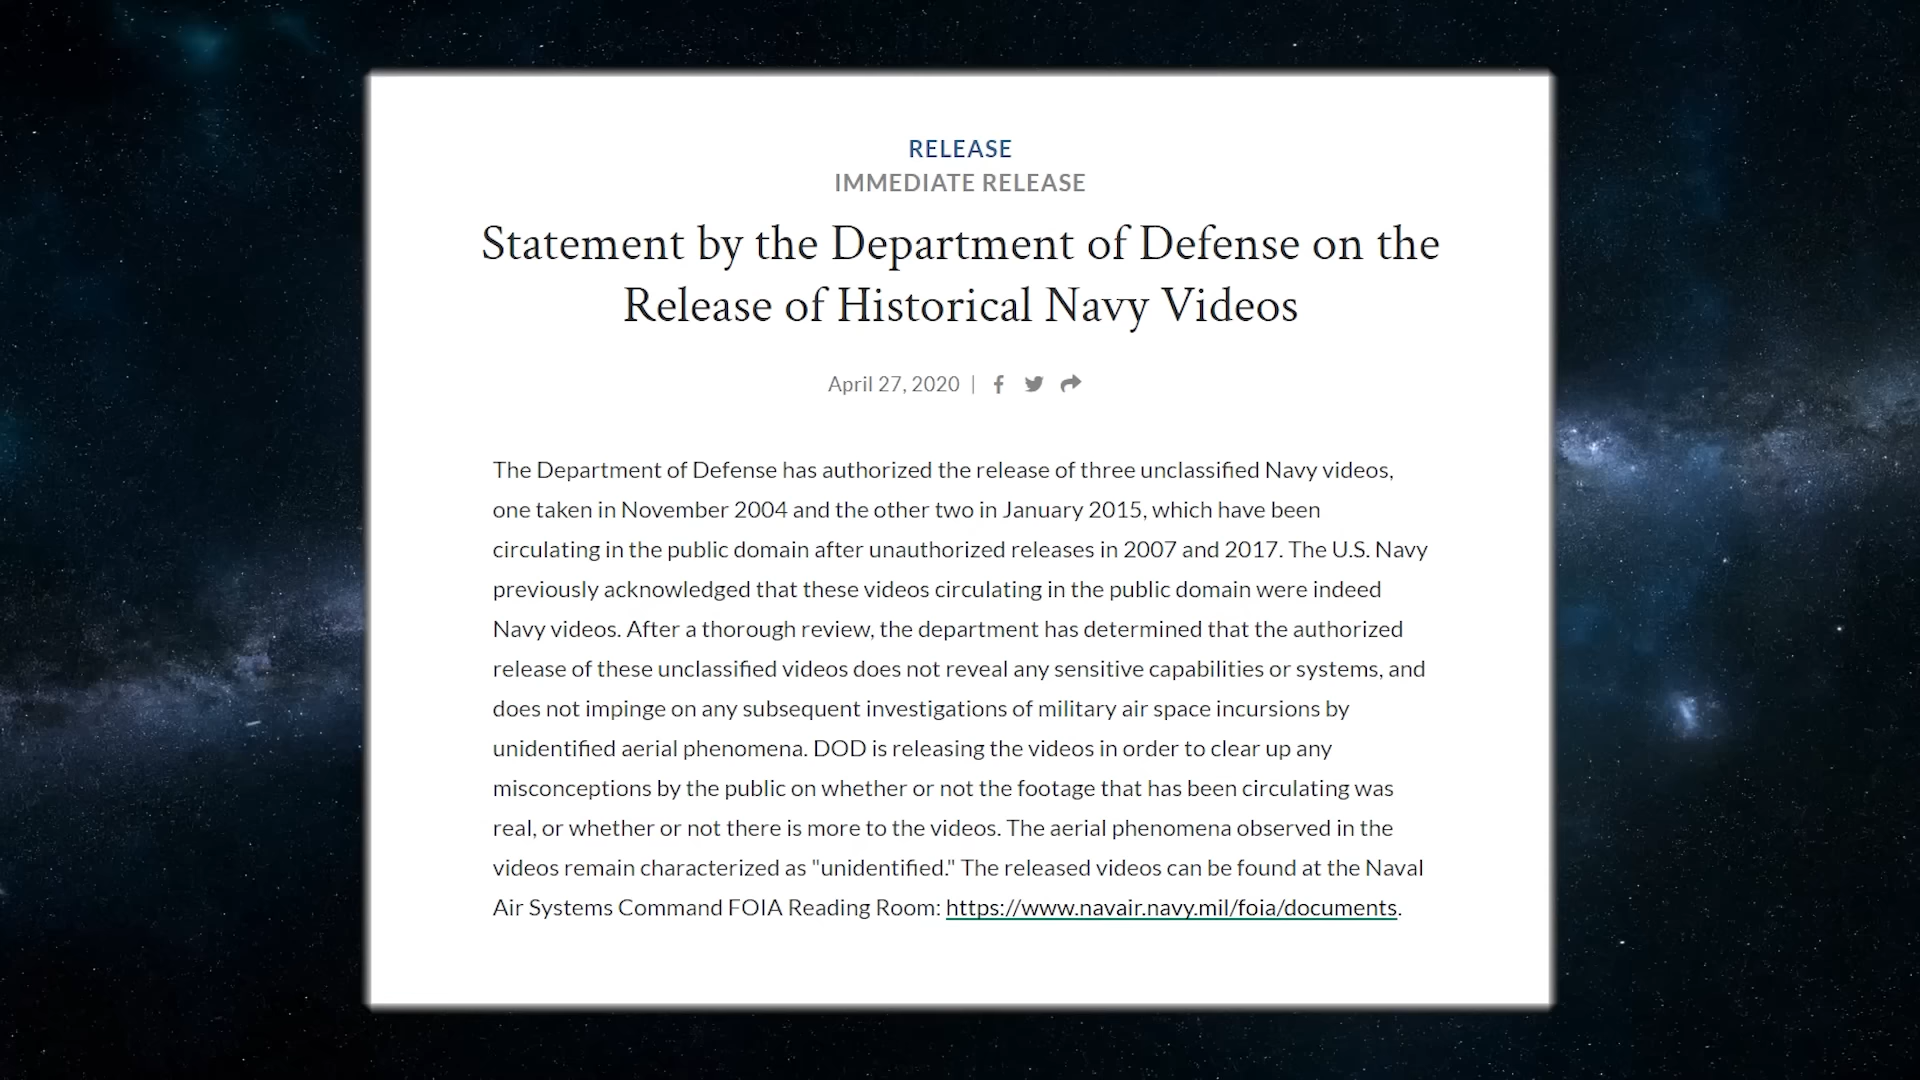 RELEASE
IMMEDIATE RELEASE
Statement by the Department of Defense on the
Release of Historical Navy Videos
April 27, 2020 |
The Department of Defense has authorized the release of three unclassified Navy videos,
one taken in November 2004 and the other two in January 2015, which have been
circulating in the public domain after unauthorized releases in 2007 and 2017. The U.S. Navy
previously acknowledged that these videos circulating in the public domain were indeed
Navy videos. After a thorough review, the department has determined that the authorized
release of these unclassified videos does not reveal any sensitive capabilities or systems, and
does not impinge on any subsequent investigations of military air space incursions by
unidentified aerial phenomena. DOD is releasing the videos in order to clear up any
misconceptions by the public on whether or not the footage that has been circulating was
real, or whether or not there is more to the videos. The aerial phenomena observed in the
videos remain characterized as "unidentified." The released videos can be found at the Naval
Air Systems Command FOIA Reading Room: https://www.navair.navy.mil/foia/documents.